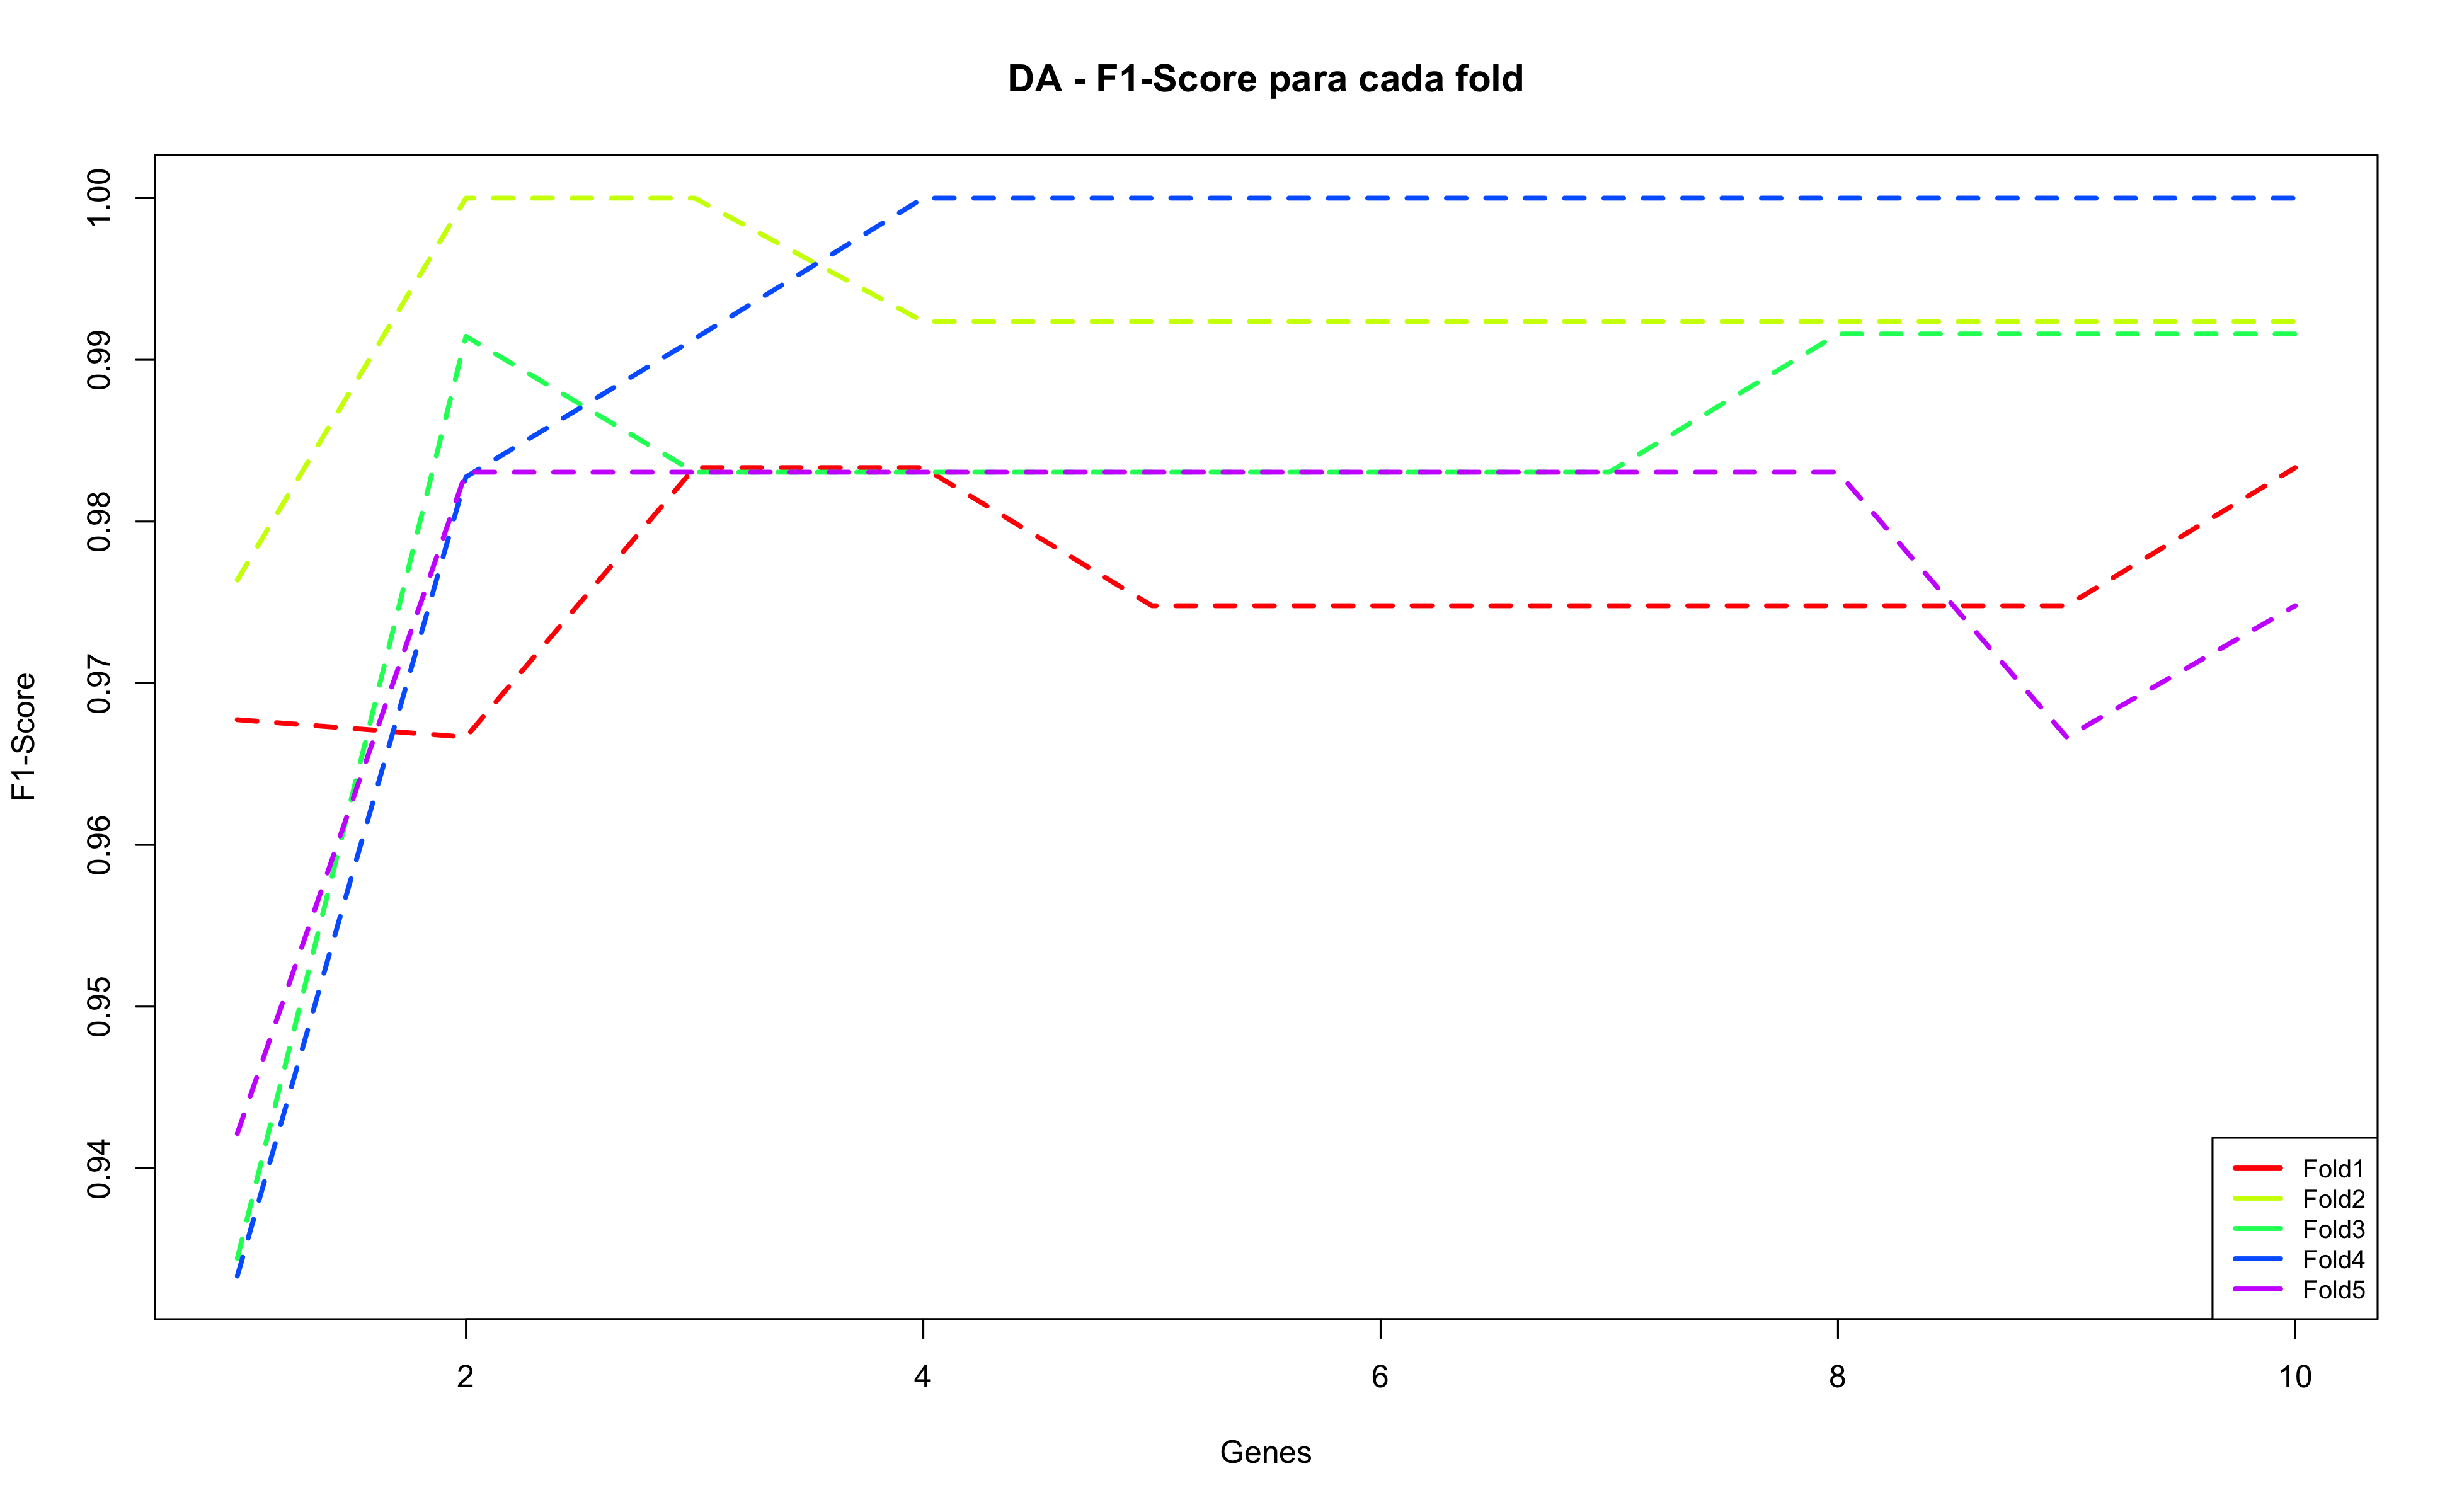 DA - F1-Score para cada fold
F1-Score
1.00
0.99
0.98
0.97
0.96
0.95
0.94
2
4
6
8
10
Genes
Fold1
Fold2
Fold3
Fold4
Fold5